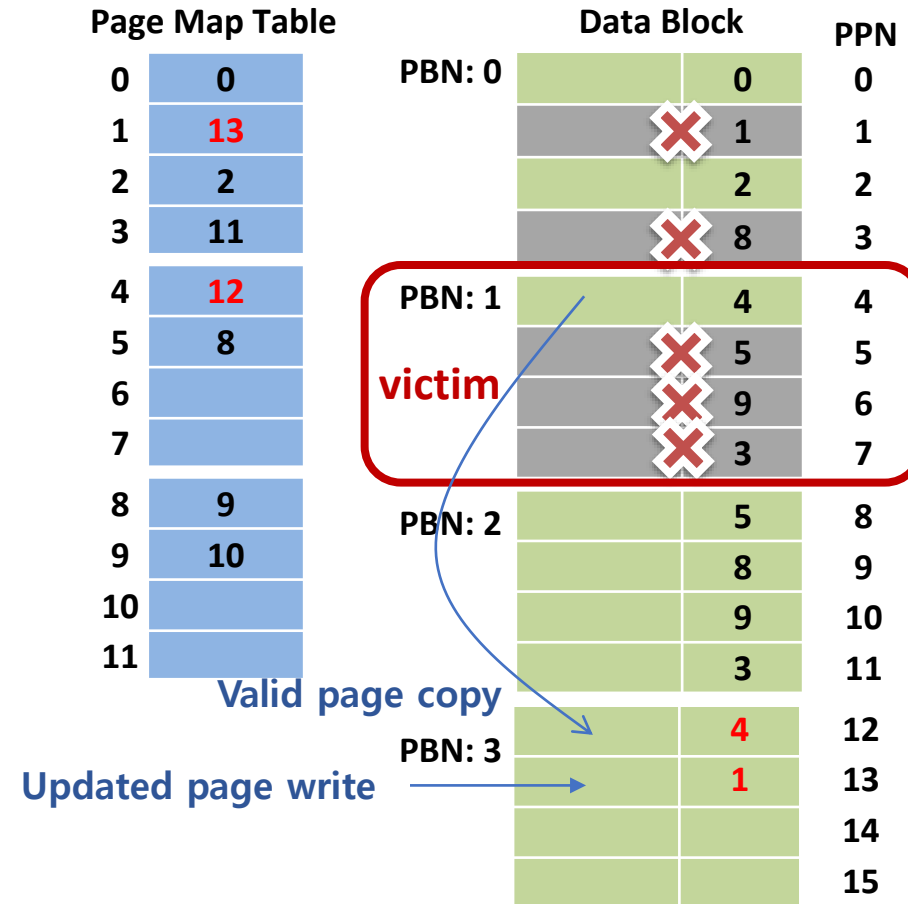 Page Map Table
0 0
1 13
2 2
3 11
4 12
5 8
6
7
8 9
9 10
10
11
Data Block PPN
PBN: 0 0 0
1 1
2 2
8 3
PBN: 1 4 4
5 5
victim 9 6
3 7
PBN: 2 5 8
8 9
9 10
3 11
Valid page copy
PBN: 3 4 12
Updated page write 1 13
14
15